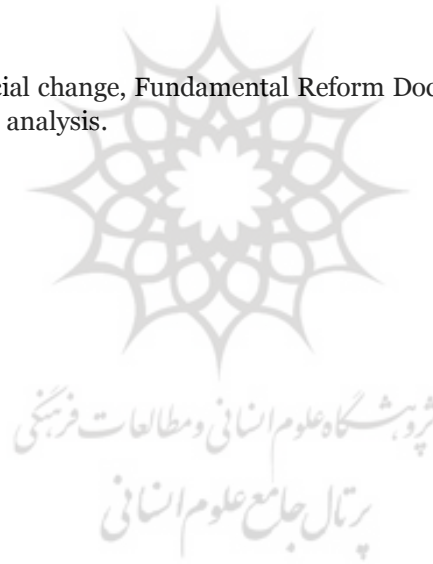 cial change, Fundamental Reform Doc
analysis.
پژوهشگاه علوم انسانی و مطالعات فرهنگی
پرتال جامع علوم انسانی